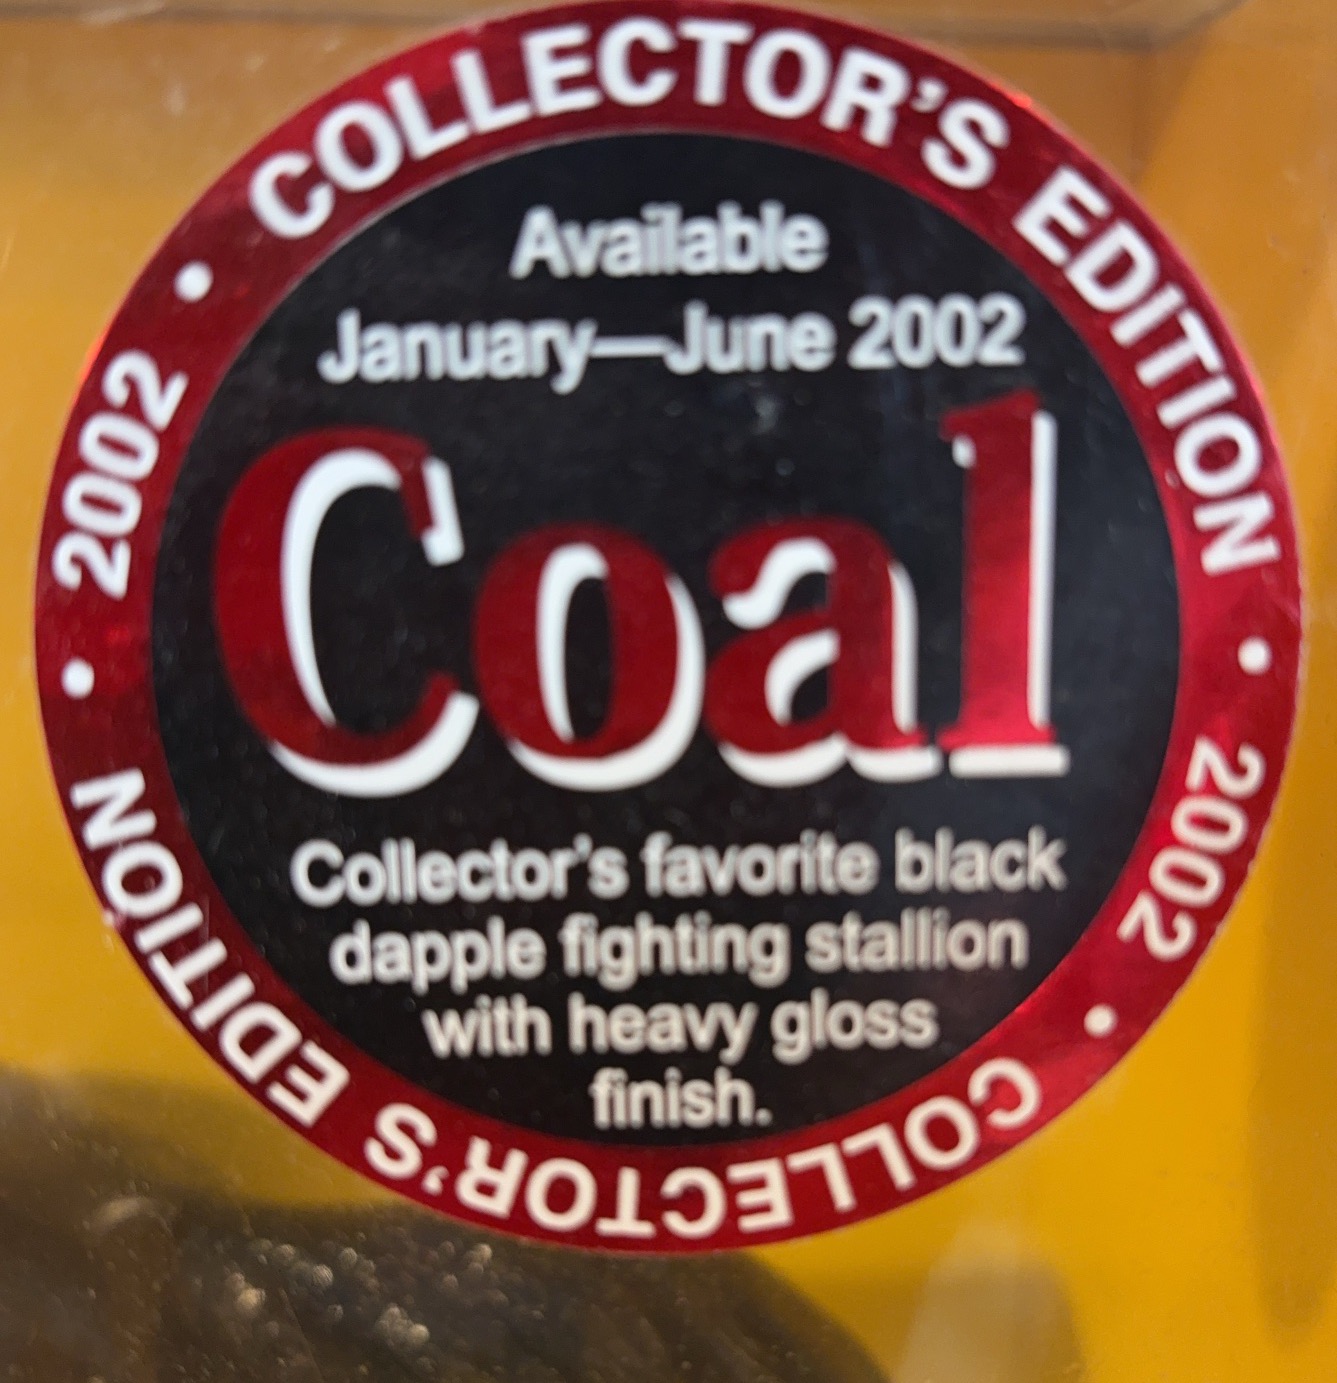 COLLECTOR'S EDITION • 2002 • COLLECTOR'S EDITION • 2002 •
Available
January—June 2002
Coal
Collector's favorite black
dapple fighting stallion
with heavy gloss
finish.